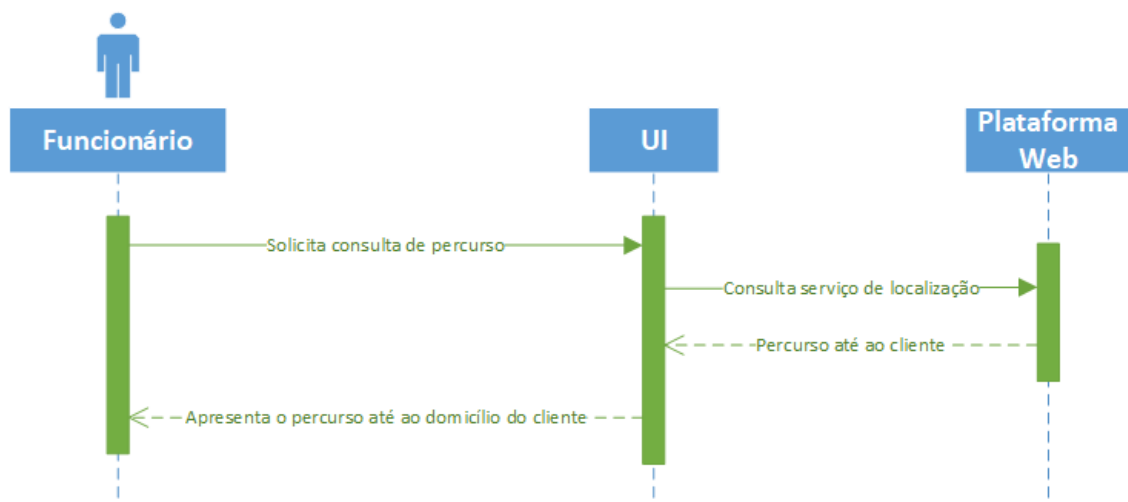 Funcionário
UI
Plataforma
Web
Solicita consulta de percurso
Consulta serviço de localização
Percurso até ao cliente
Apresenta o percurso até ao domicílio do cliente